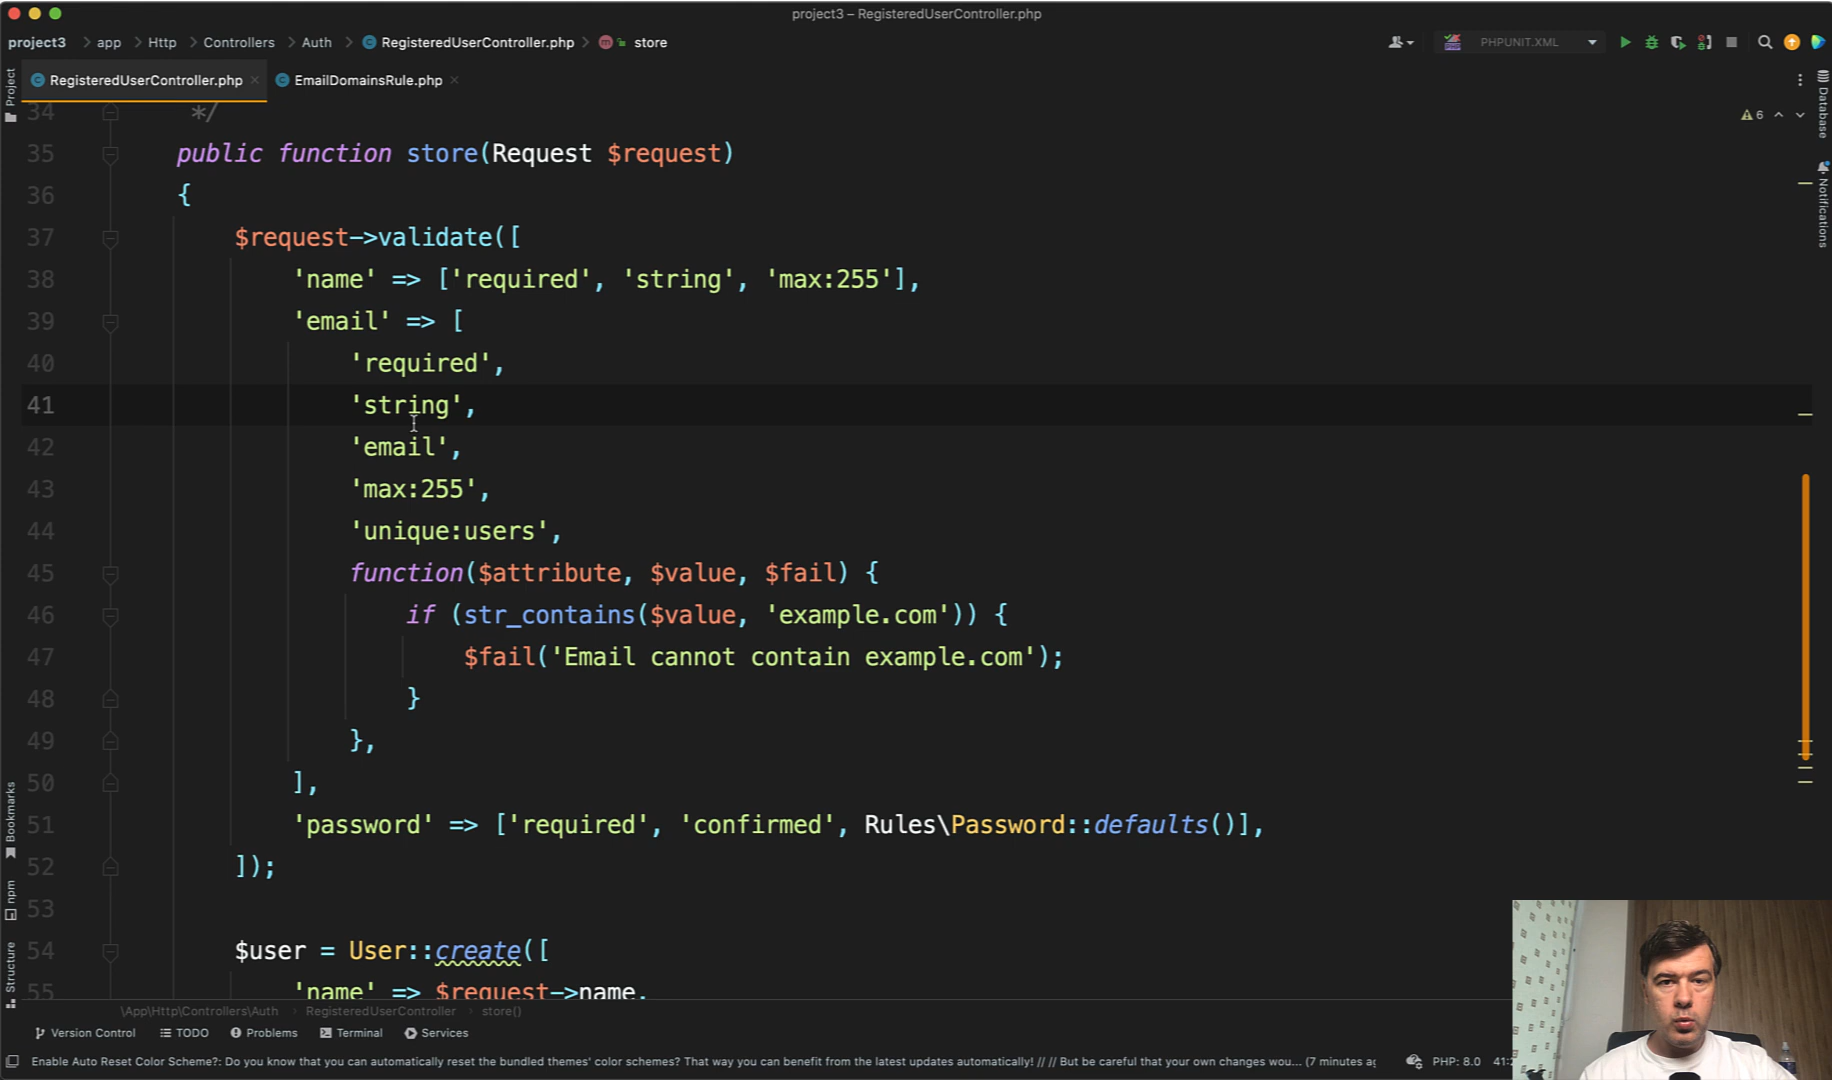 project3 – RegisteredUserController.php
project3 > app > Http > Controllers > Auth > RegisteredUserController.php > store
PHPUNIT.XML
RegisteredUserController.php
EmailDomainsRule.php
Project
Database
Notifications
6
34 */
35 public function store(Request $request)
36 {
37 $request->validate([
38 'name' => ['required', 'string', 'max:255'],
39 'email' => [
40 'required',
41 'string',
42 'email',
43 'max:255',
44 'unique:users',
45 function($attribute, $value, $fail) {
46 if (str_contains($value, 'example.com')) {
47 $fail('Email cannot contain example.com');
48 }
49 },
50 ],
51 'password' => ['required', 'confirmed', Rules\Password::defaults()],
52 ]);
53
54 $user = User::create([
55 'name' => $request->name,
Bookmarks
npm
Structure
\App\Http\Controllers\Auth > RegisteredUserController > store()
Version Control
TODO
Problems
Terminal
Services
Enable Auto Reset Color Scheme?: Do you know that you can automatically reset the bundled themes' color schemes? That way you can benefit from the latest updates automatically! // // But be careful that your own changes wou... (7 minutes ag
PHP: 8.0